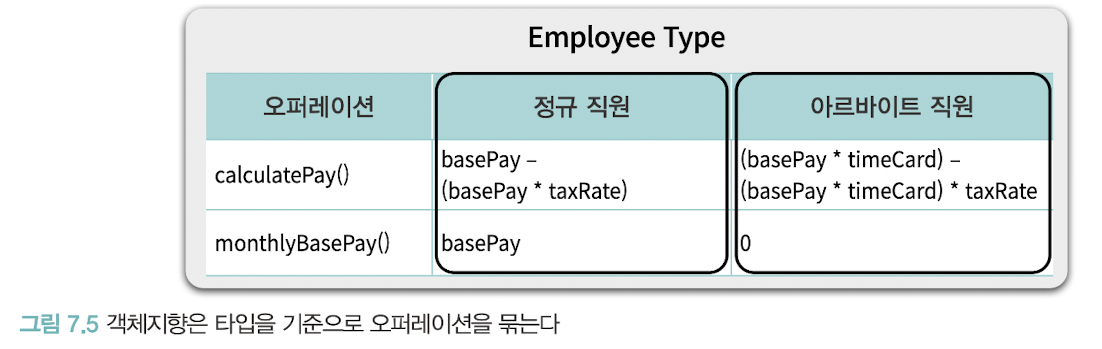 Employee Type
오퍼레이션
정규 직원
아르바이트 직원
calculatePay()
basePay –
(basePay * taxRate)
(basePay * timeCard) –
(basePay * timeCard) * taxRate
monthlyBasePay()
basePay
0
그림 7.5 객체지향은 타입을 기준으로 오퍼레이션을 묶는다